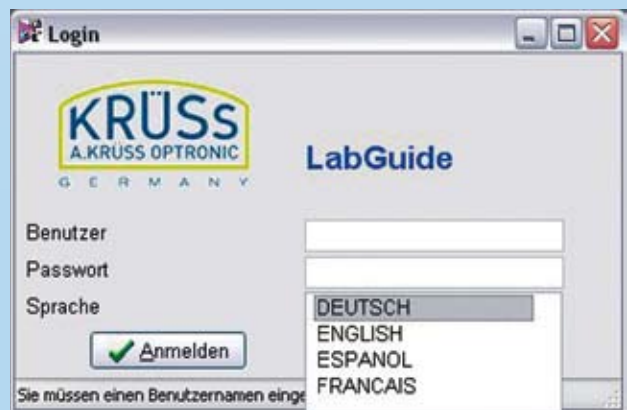 Login
KRÜSS
A.KRÜSS OPTRONIC
GERMANY
LabGuide
Benutzer
Passwort
Sprache
DEUTSCH
ENGLISH
ESPANOL
FRANCAIS
Anmelden
Sie müssen einen Benutzernamen einge